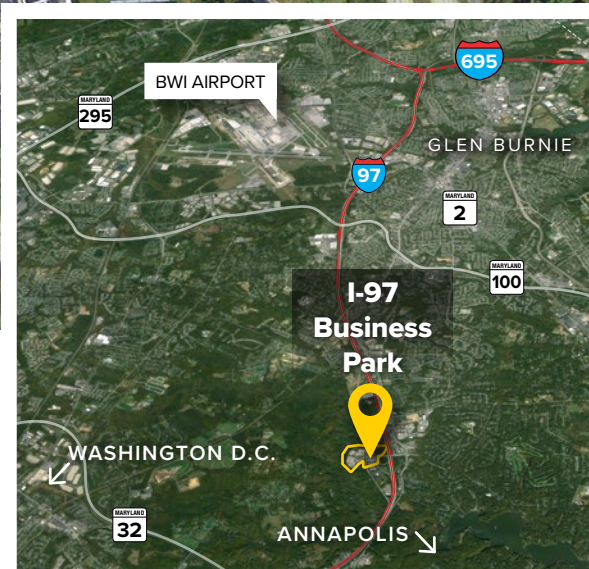 695
BWI AIRPORT
MARYLAND
295
GLEN BURNIE
97
MARYLAND
2
MARYLAND
100
I-97
Business
Park
WASHINGTON D.C.
MARYLAND
32
ANNAPOLIS